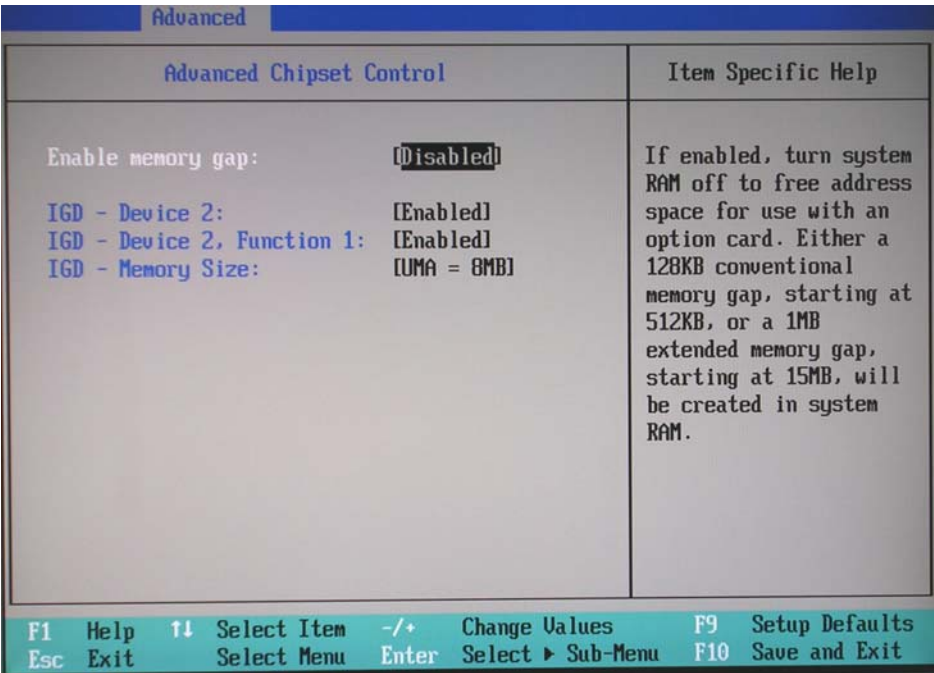 Advanced
Advanced Chipset Control
Item Specific Help
Enable memory gap: [Disabled]
IGD - Device 2: [Enabled]
IGD - Device 2, Function 1: [Enabled]
IGD - Memory Size: [UMA = 8MB]
If enabled, turn system
RAM off to free address
space for use with an
option card. Either a
128KB conventional
memory gap, starting at
512KB, or a 1MB
extended memory gap,
starting at 15MB, will
be created in system
RAM.
F1 Help ↑↓ Select Item -/+ Change Values F9 Setup Defaults
Esc Exit Select Menu Enter Select ▶ Sub-Menu F10 Save and Exit